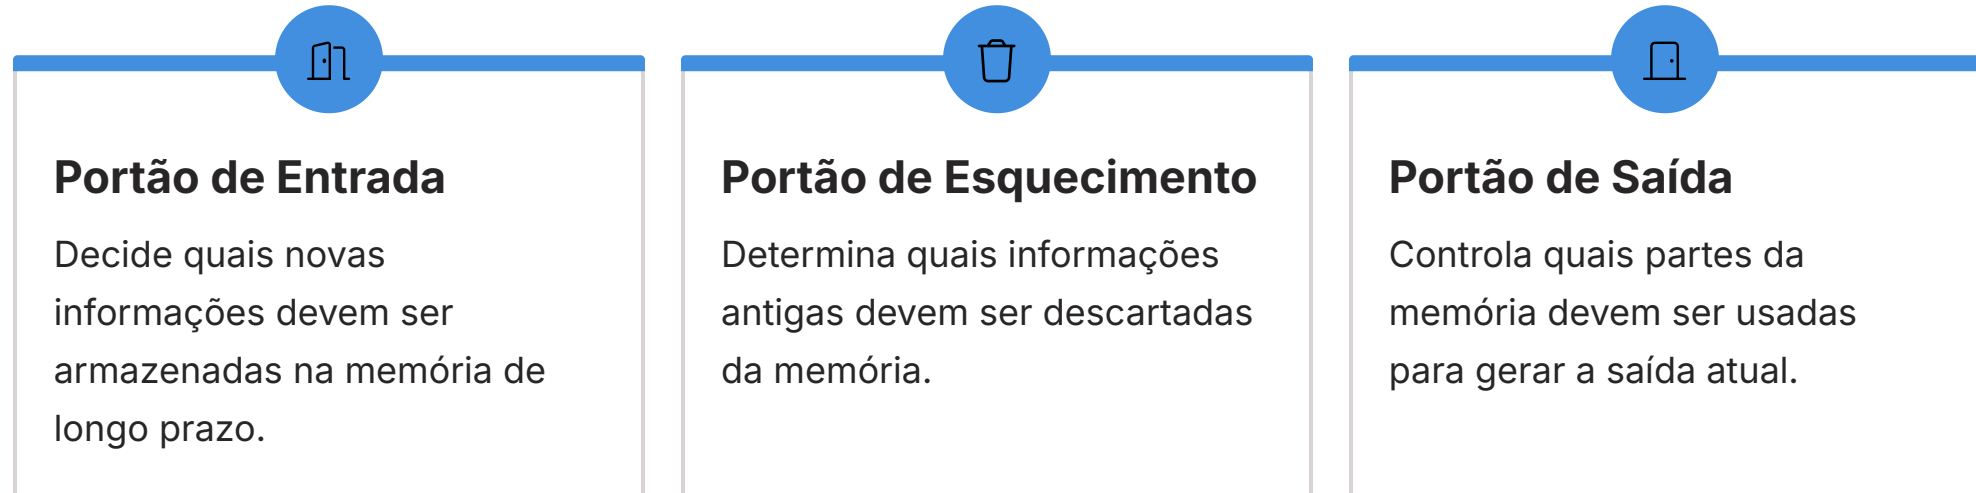 Portão de Entrada
Decide quais novas
informações devem ser
armazenadas na memória de
longo prazo.
Portão de Esquecimento
Determina quais informações
antigas devem ser descartadas
da memória.
Portão de Saída
Controla quais partes da
memória devem ser usadas
para gerar a saída atual.